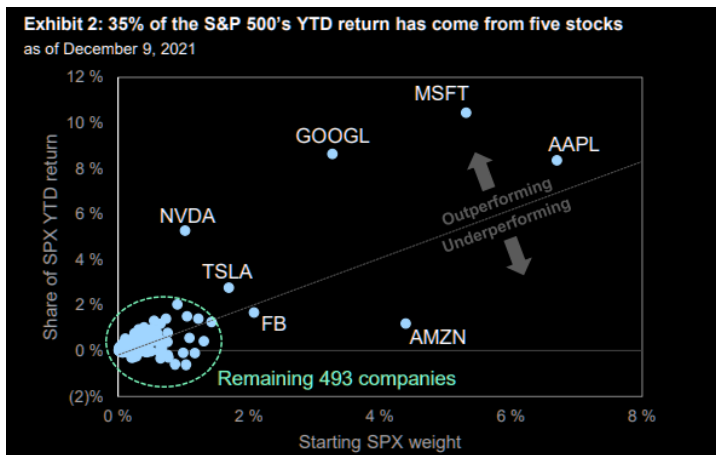 Exhibit 2: 35% of the S&P 500's YTD return has come from five stocks
as of December 9, 2021
12 %
10 %
8 %
6 %
4 %
2 %
0 %
(2)%
Share of SPX YTD return
MSFT
GOOGL
AAPL
NVDA
Outperforming
Underperforming
TSLA
FB
AMZN
Remaining 493 companies
0 %
2 %
4 %
6 %
8 %
Starting SPX weight